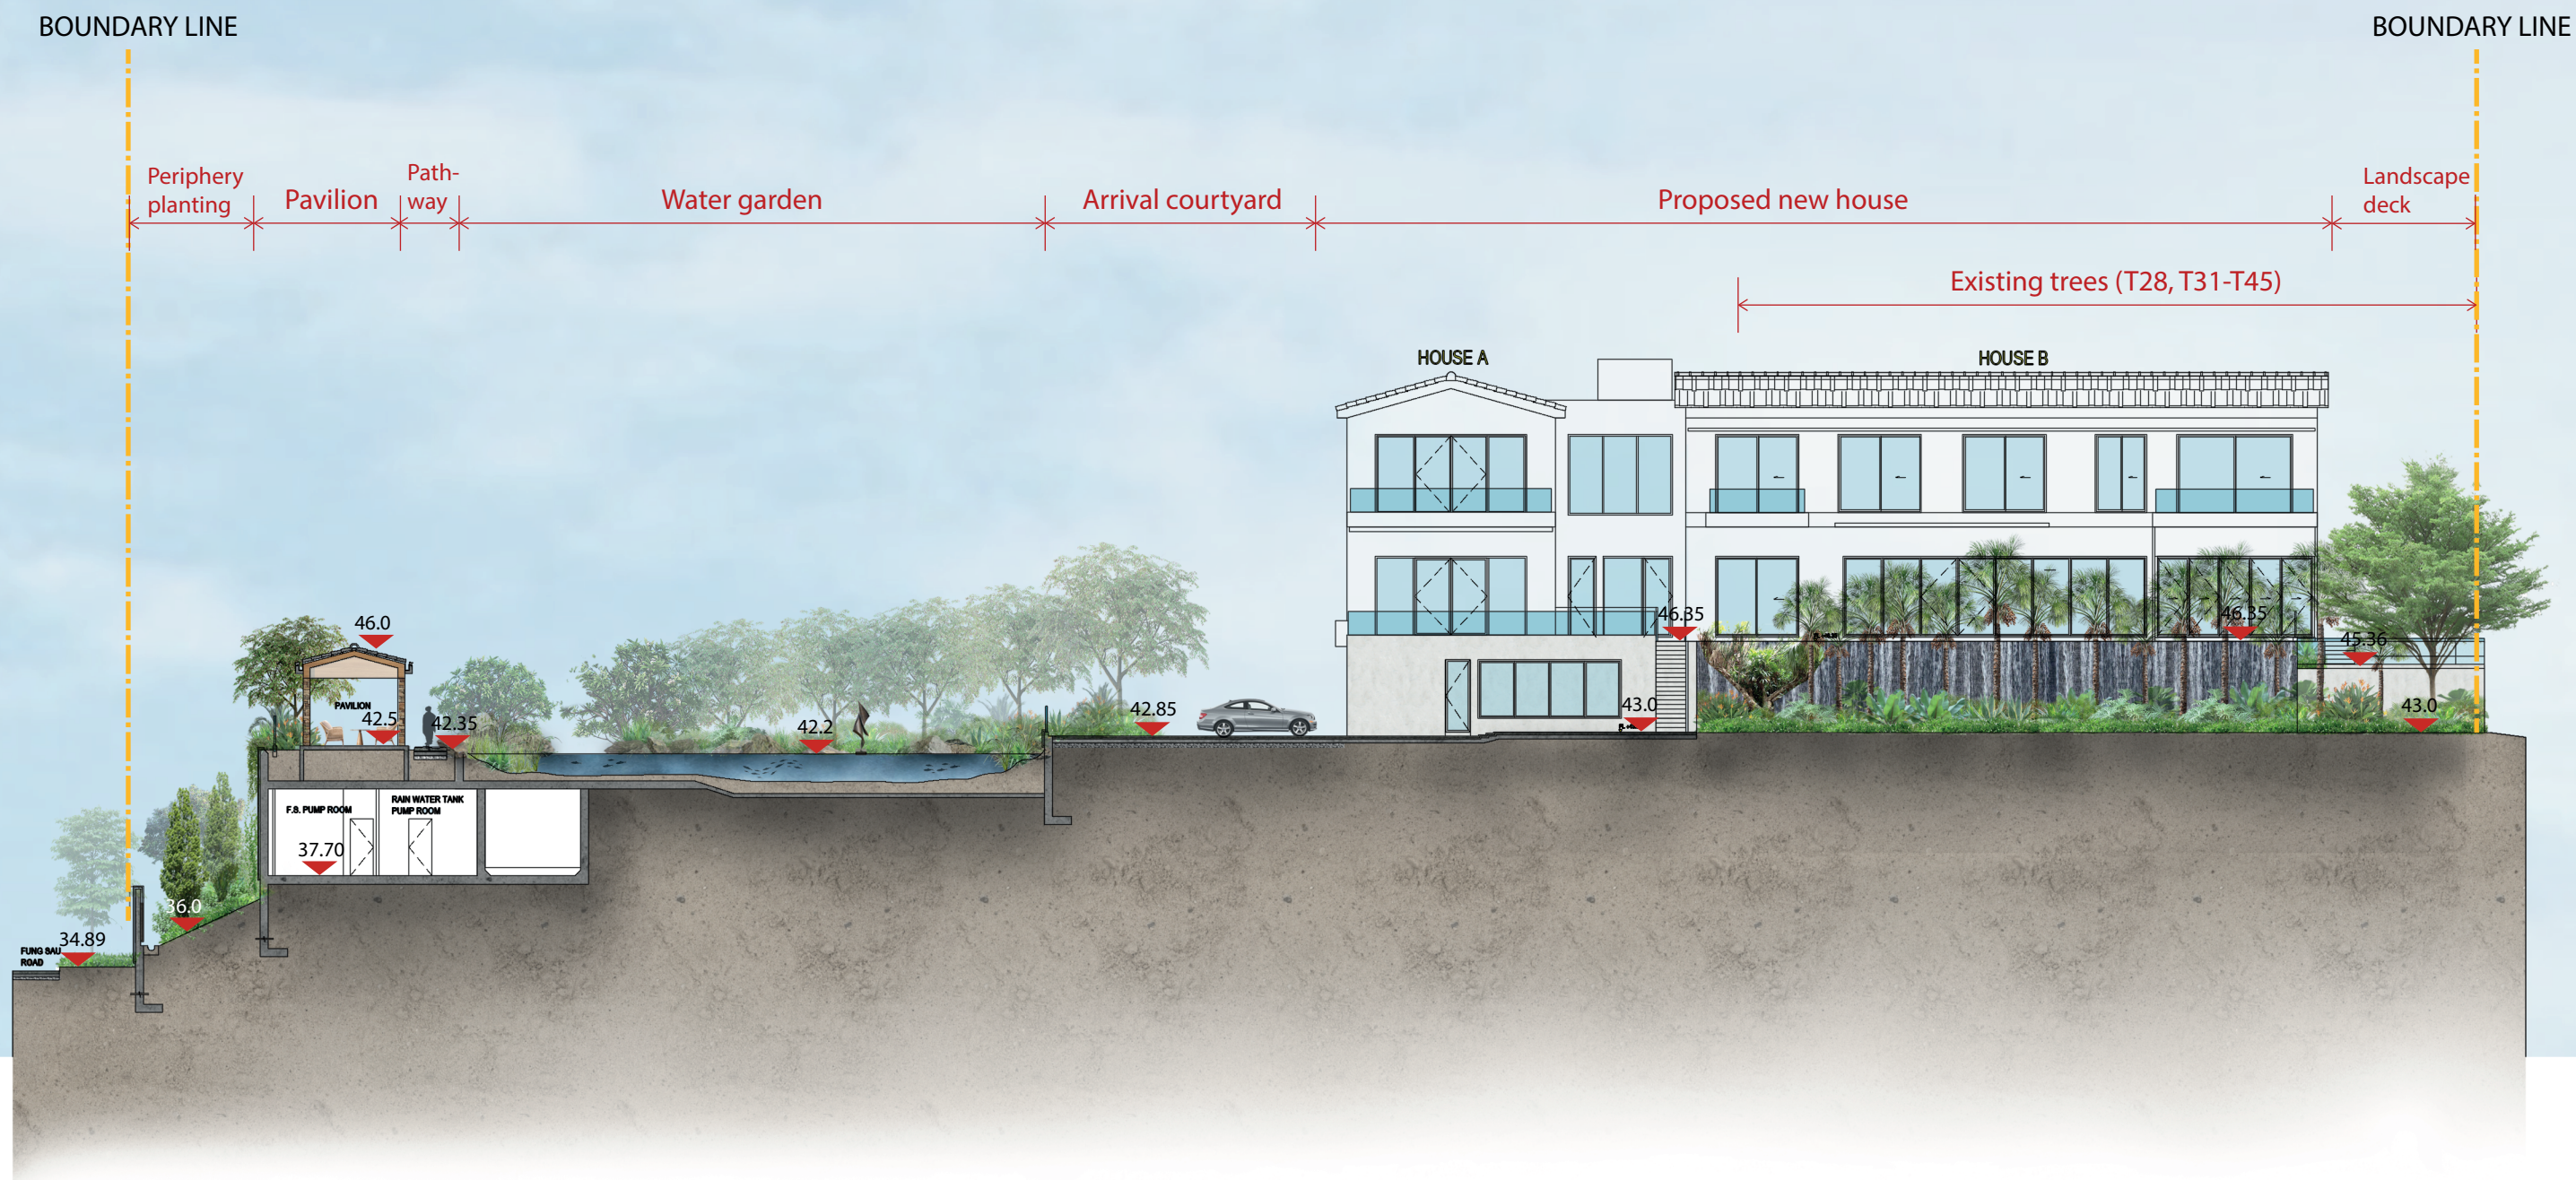 BOUNDARY LINE
BOUNDARY LINE
Periphery
planting
Pavilion
Path-
way
Water garden
Arrival courtyard
Proposed new house
Landscape
deck
Existing trees (T28, T31-T45)
HOUSE A
HOUSE B
46.0
PAVILION
42.5
42.35
42.2
42.85
46.35
43.0
46.35
45.36
43.0
F.S. PUMP ROOM
RAIN WATER TANK
PUMP ROOM
37.70
36.0
34.89
FUNG SAU
ROAD